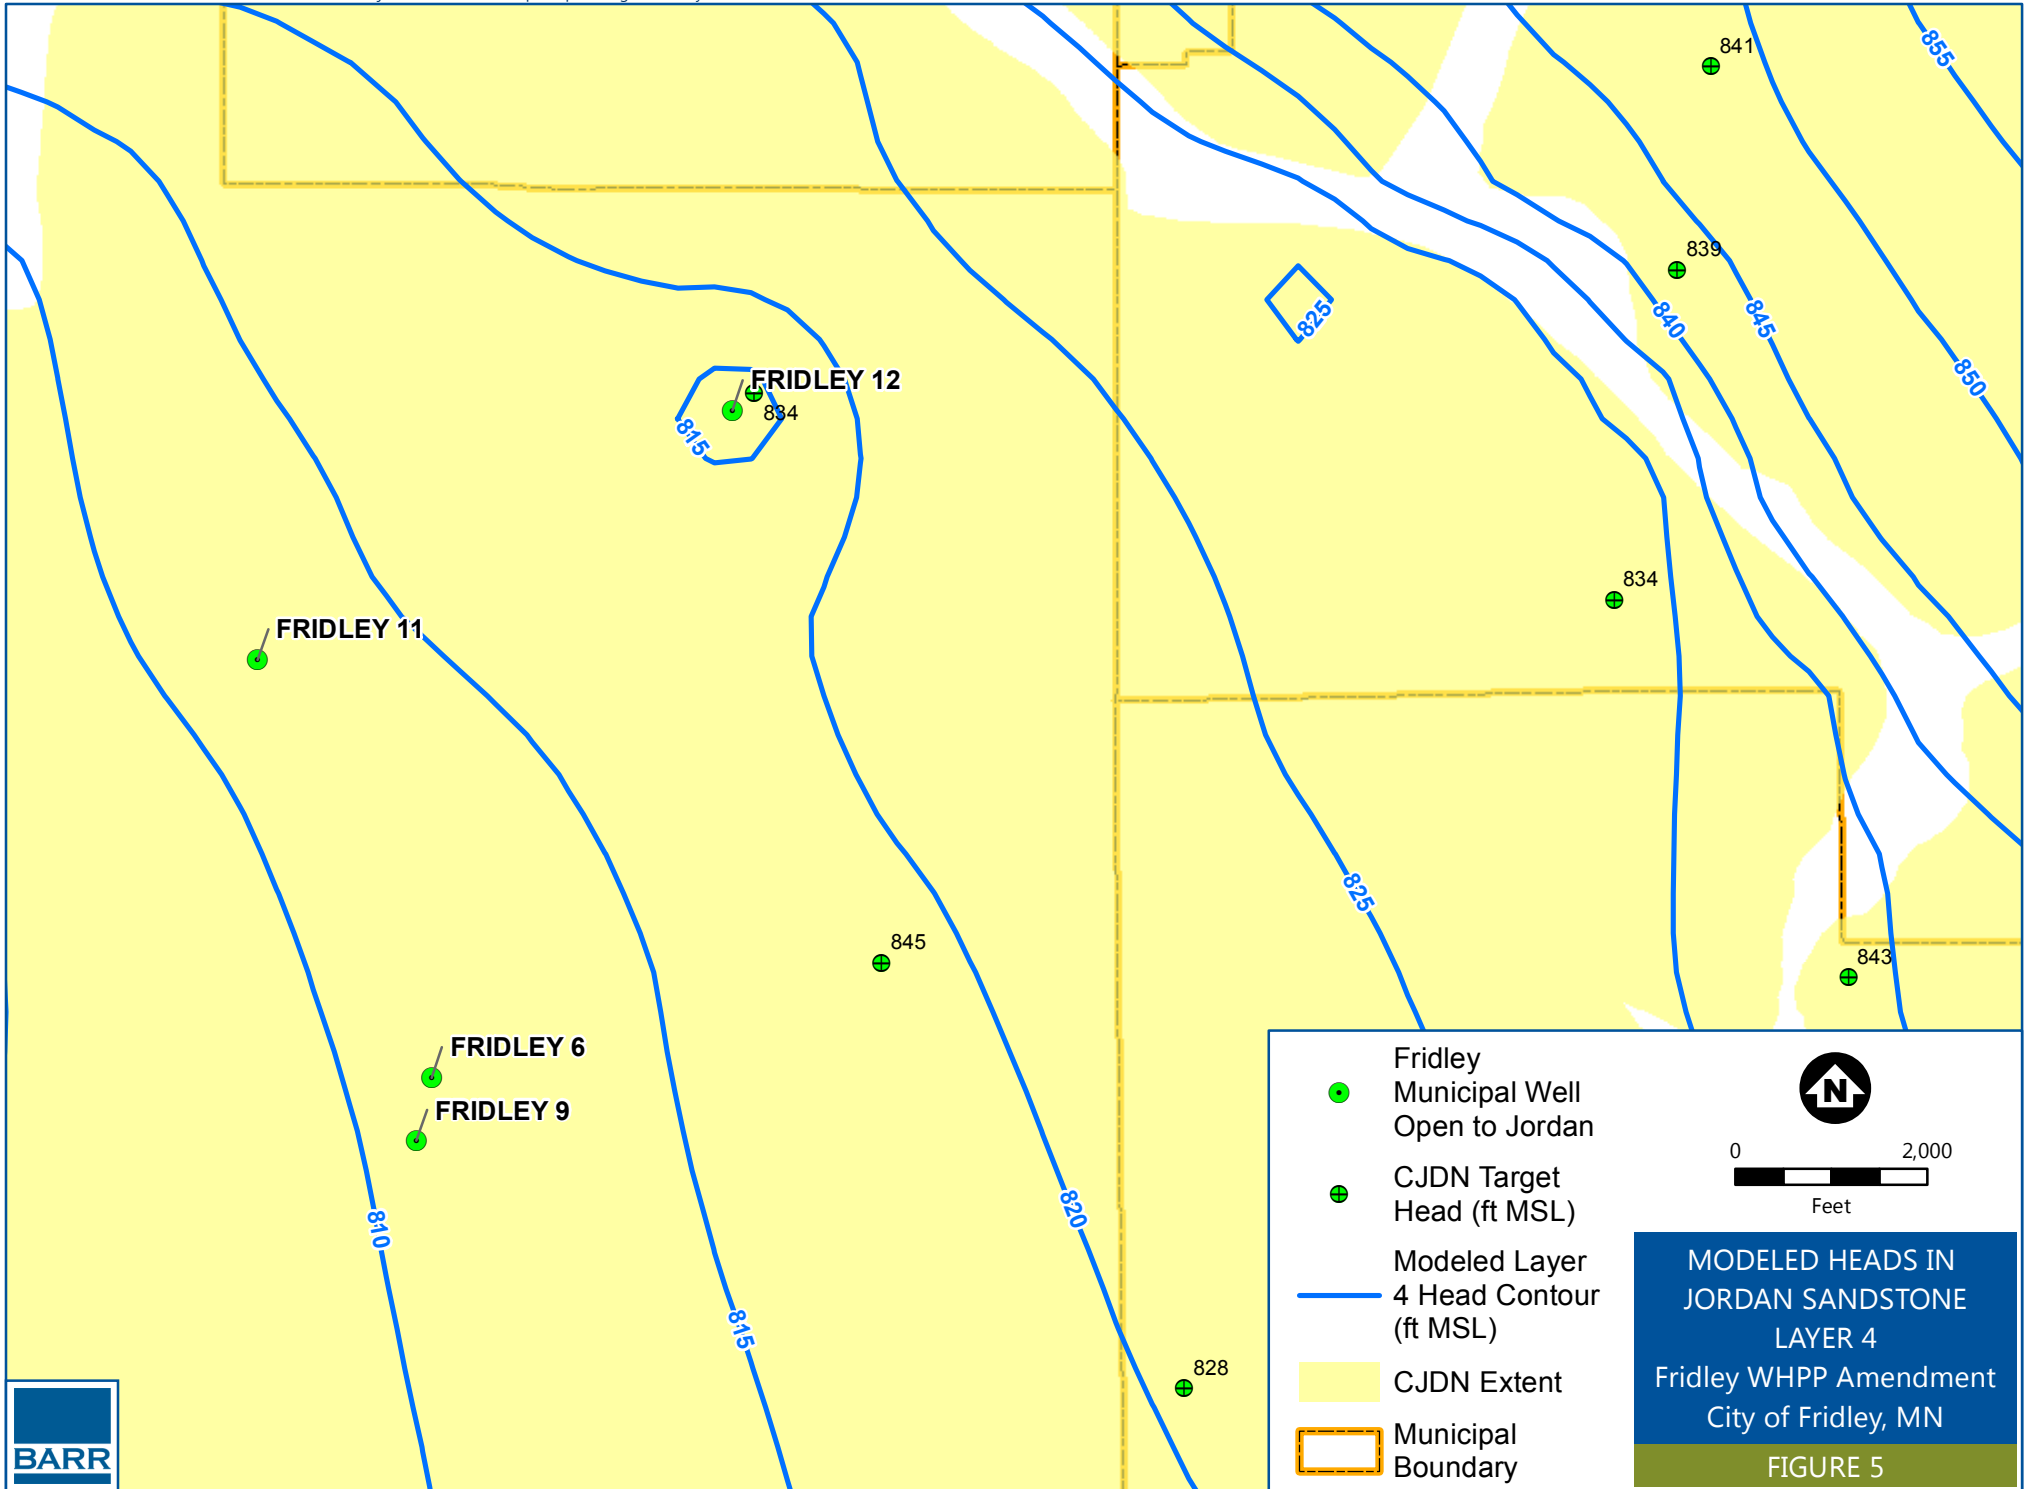 855
841
839
840
845
850
825
FRIDLEY 12
834
815
FRIDLEY 11
834
825
845
843
FRIDLEY 6
FRIDLEY 9
810
820
815
828
Fridley
Municipal Well
Open to Jordan
CJDN Target
Head (ft MSL)
Modeled Layer
4 Head Contour
(ft MSL)
CJDN Extent
Municipal
Boundary
N
0 2,000
Feet
MODELED HEADS IN
JORDAN SANDSTONE
LAYER 4
Fridley WHPP Amendment
City of Fridley, MN
FIGURE 5
BARR